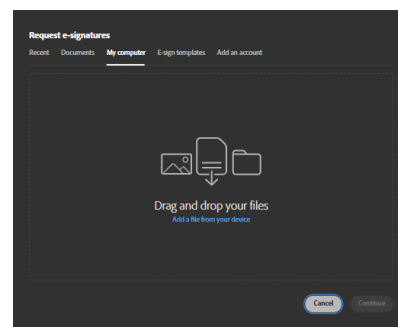 Request e-signatures
Recent Documents My computer E-sign templates Add an account
Drag and drop your files
Add a file from your device
Cancel Continue